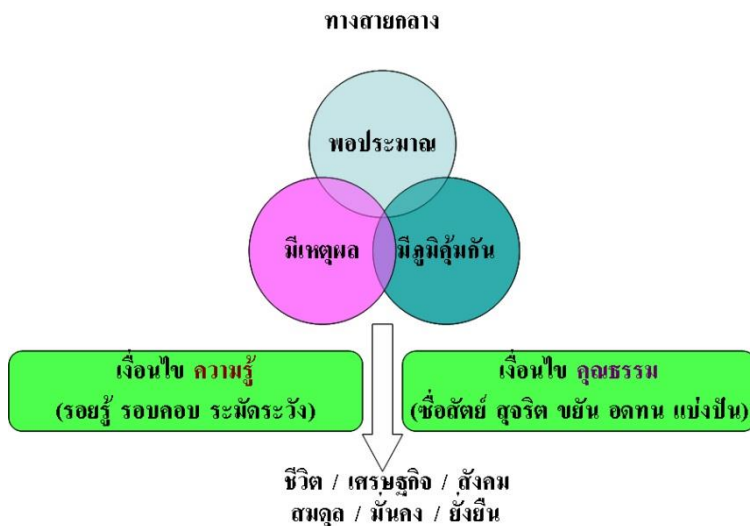 ทางสายกลาง
พอประมาณ
มีเหตุผล
มีภูมิคุ้มกัน
เงื่อนไข ความรู้
(รอยรู้ รอบคอบ ระมัดระวัง)
เงื่อนไข คุณธรรม
(ซื่อสัตย์ สุจริต ขยัน อดทน แบ่งปัน)
ชีวิต / เศรษฐกิจ / สังคม
สมดุล / มั่นคง / ยั่งยืน